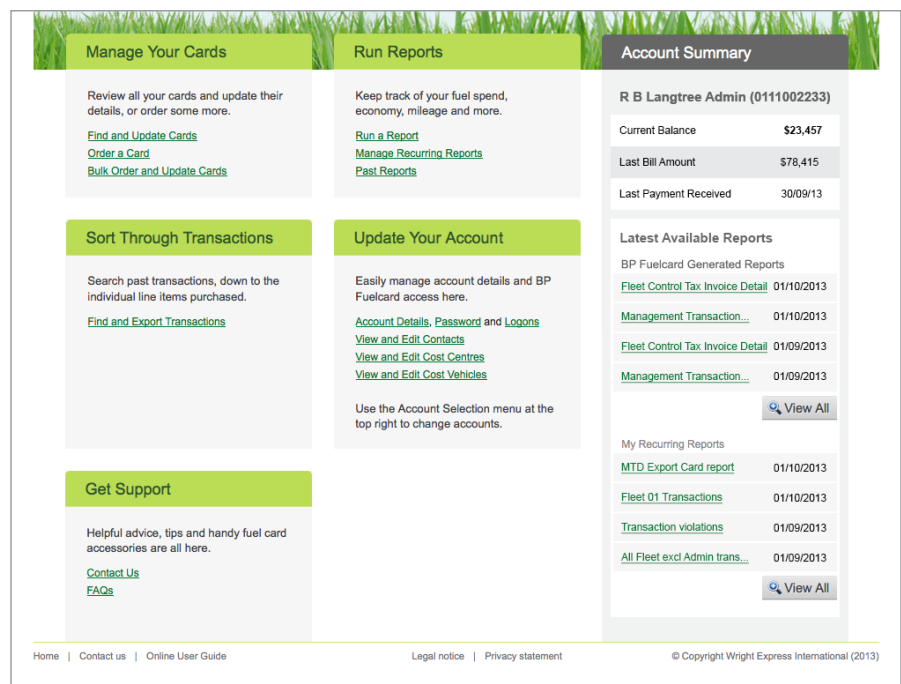 Manage Your Cards
Review all your cards and update their
details, or order some more.
Find and Update Cards
Order a Card
Bulk Order and Update Cards
Run Reports
Keep track of your fuel spend,
economy, mileage and more.
Run a Report
Manage Recurring Reports
Past Reports
Sort Through Transactions
Search past transactions, down to the
individual line items purchased.
Find and Export Transactions
Update Your Account
Easily manage account details and BP
Fuelcard access here.
Account Details, Password and Logons
View and Edit Contacts
View and Edit Cost Centres
View and Edit Cost Vehicles
Use the Account Selection menu at the
top right to change accounts.
Get Support
Helpful advice, tips and handy fuel card
accessories are all here.
Contact Us
FAQs
Account Summary
R B Langtree Admin (0111002233)
Current Balance $23,457
Last Bill Amount $78,415
Last Payment Received 30/09/13
Latest Available Reports
BP Fuelcard Generated Reports
Fleet Control Tax Invoice Detail 01/10/2013
Management Transaction... 01/10/2013
Fleet Control Tax Invoice Detail 01/09/2013
Management Transaction... 01/09/2013
View All
My Recurring Reports
MTD Export Card report 01/10/2013
Fleet 01 Transactions 01/10/2013
Transaction violations 01/09/2013
All Fleet excl Admin trans... 01/09/2013
View All
Home | Contact us | Online User Guide Legal notice | Privacy statement © Copyright Wright Express International (2013)